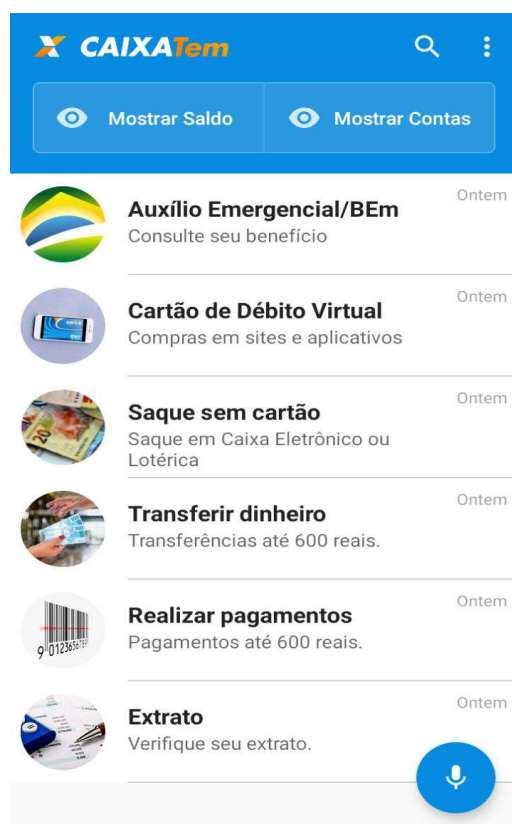 CAIXATem
Mostrar Saldo
Mostrar Contas
Ontem
Auxílio Emergencial/BEm
Consulte seu benefício
Ontem
Cartão de Débito Virtual
Compras em sites e aplicativos
Ontem
Saque sem cartão
Saque em Caixa Eletrônico ou
Lotérica
Ontem
Transferir dinheiro
Transferências até 600 reais.
Ontem
Realizar pagamentos
Pagamentos até 600 reais.
Ontem
Extrato
Verifique seu extrato.